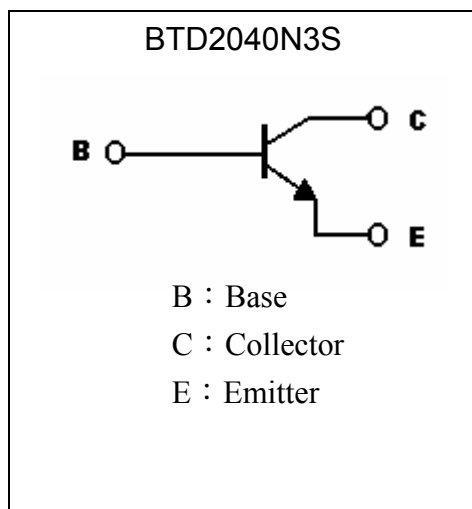 BTD2040N3S
C
B
E
B：Base
C：Collector
E：Emitter